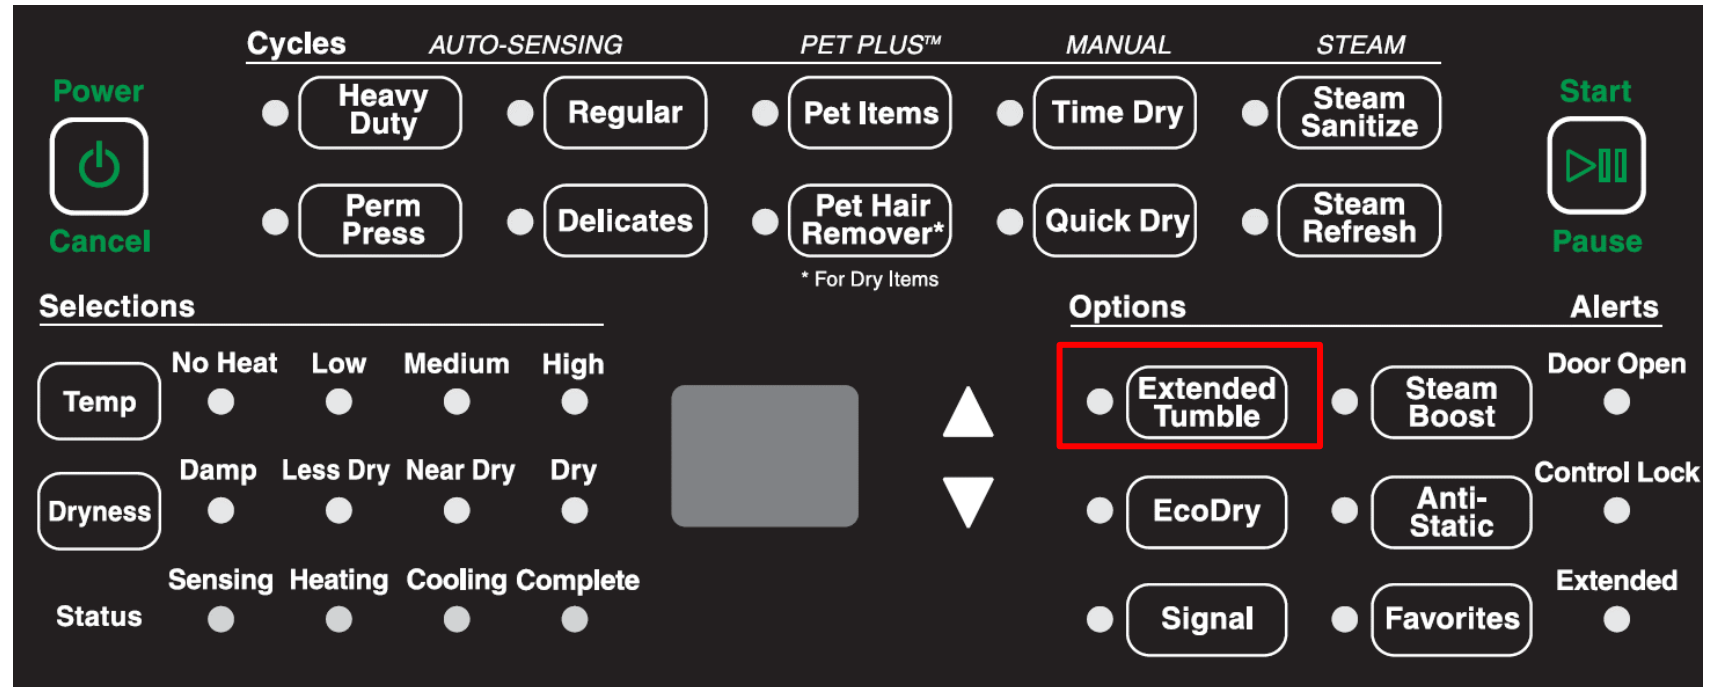 Cycles AUTO-SENSING PET PLUS™ MANUAL STEAM
Power
Heavy
Duty
Regular
Pet Items
Time Dry
Steam
Sanitize
Start
Cancel
Perm
Press
Delicates
Pet Hair
Remover*
Quick Dry
Steam
Refresh
Pause
* For Dry Items
Selections
Options
Alerts
No Heat Low Medium High
Temp
Extended
Tumble
Steam
Boost
Door Open
Damp Less Dry Near Dry Dry
Dryness
EcoDry
Anti-
Static
Control Lock
Sensing Heating Cooling Complete
Status
Signal
Favorites
Extended